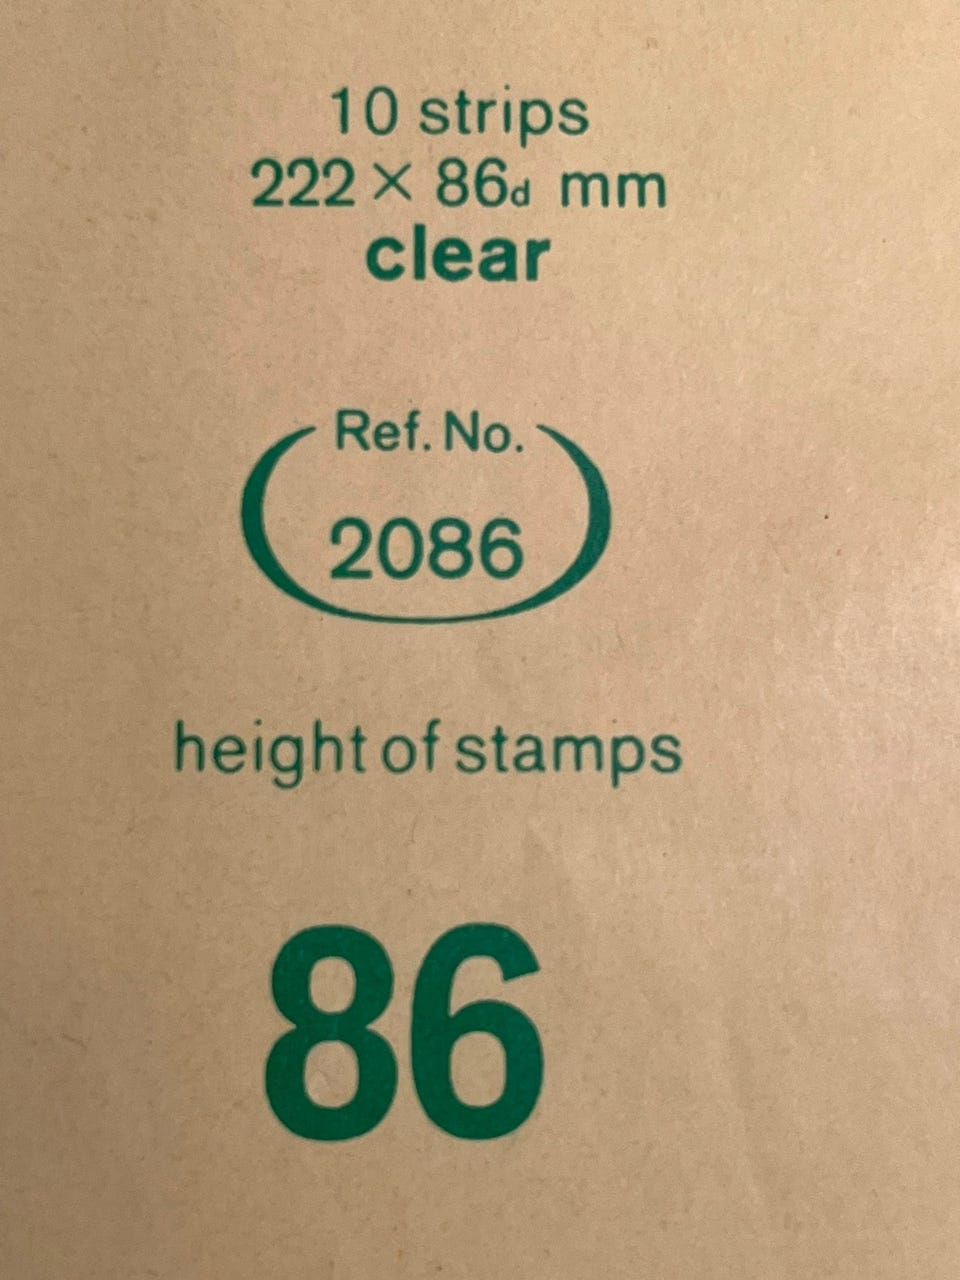 10 strips
222 × 86d mm
clear
Ref. No.
2086
height of stamps
86